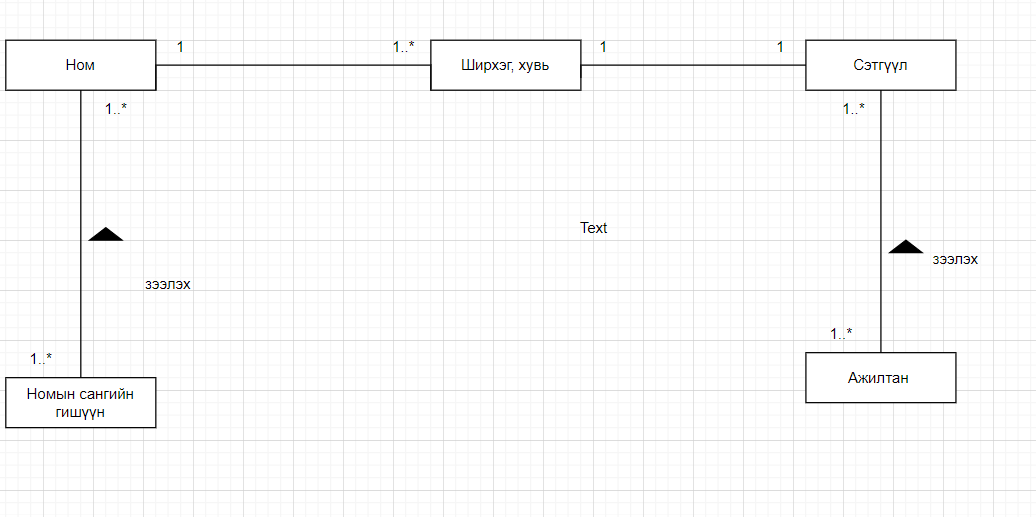 1
1..*
1
1
Ном
Ширхэг, хувь
Сэтгүүл
1..*
1..*
Text
зээлэх
зээлэх
1..*
1..*
Номын сангийн
гишүүн
Ажилтан